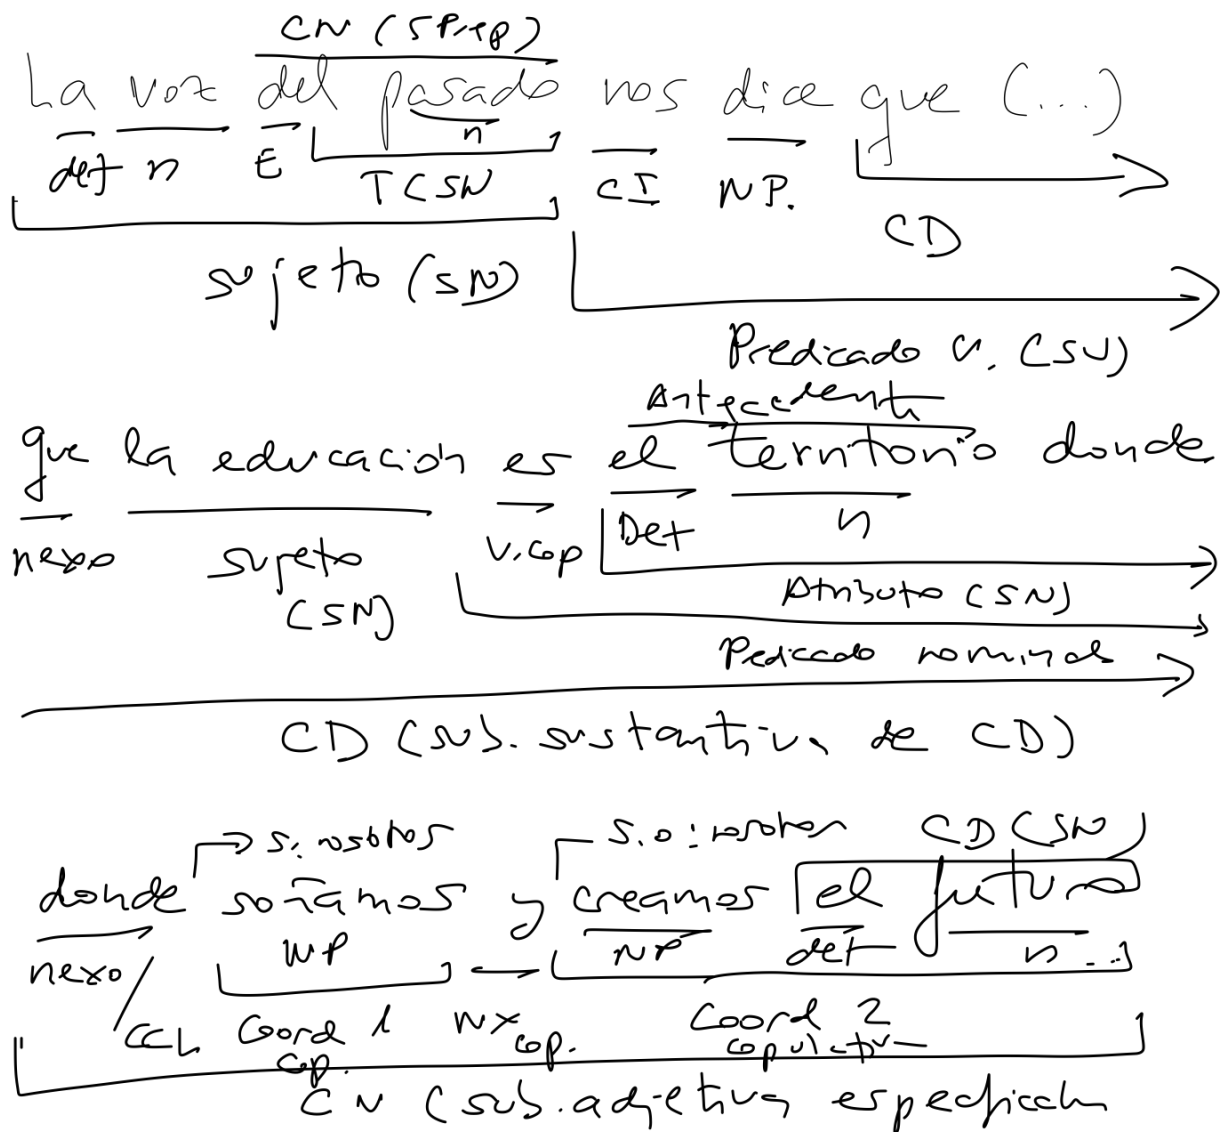 CN (SPrep)
La voz del pasado nos dice que (...)
det n E n CI NP.
TCSN CD
sujeto (SN)
Predicado V. (SV)
Antecedente
que la educación es el territorio donde
nexo sujeto V.cop Det n
(SN) Atributo (SN)
Predicado nominal
CD (sub. sustantiva de CD)
S: nosotros S.o: nosotros CD (SN)
donde soñamos y creamos el futuro
nexo/ NP NP det n ...
CCL Coord 1 NX cop. Coord 2
cop. copulativa
CN (sub. adjetiva especificativa